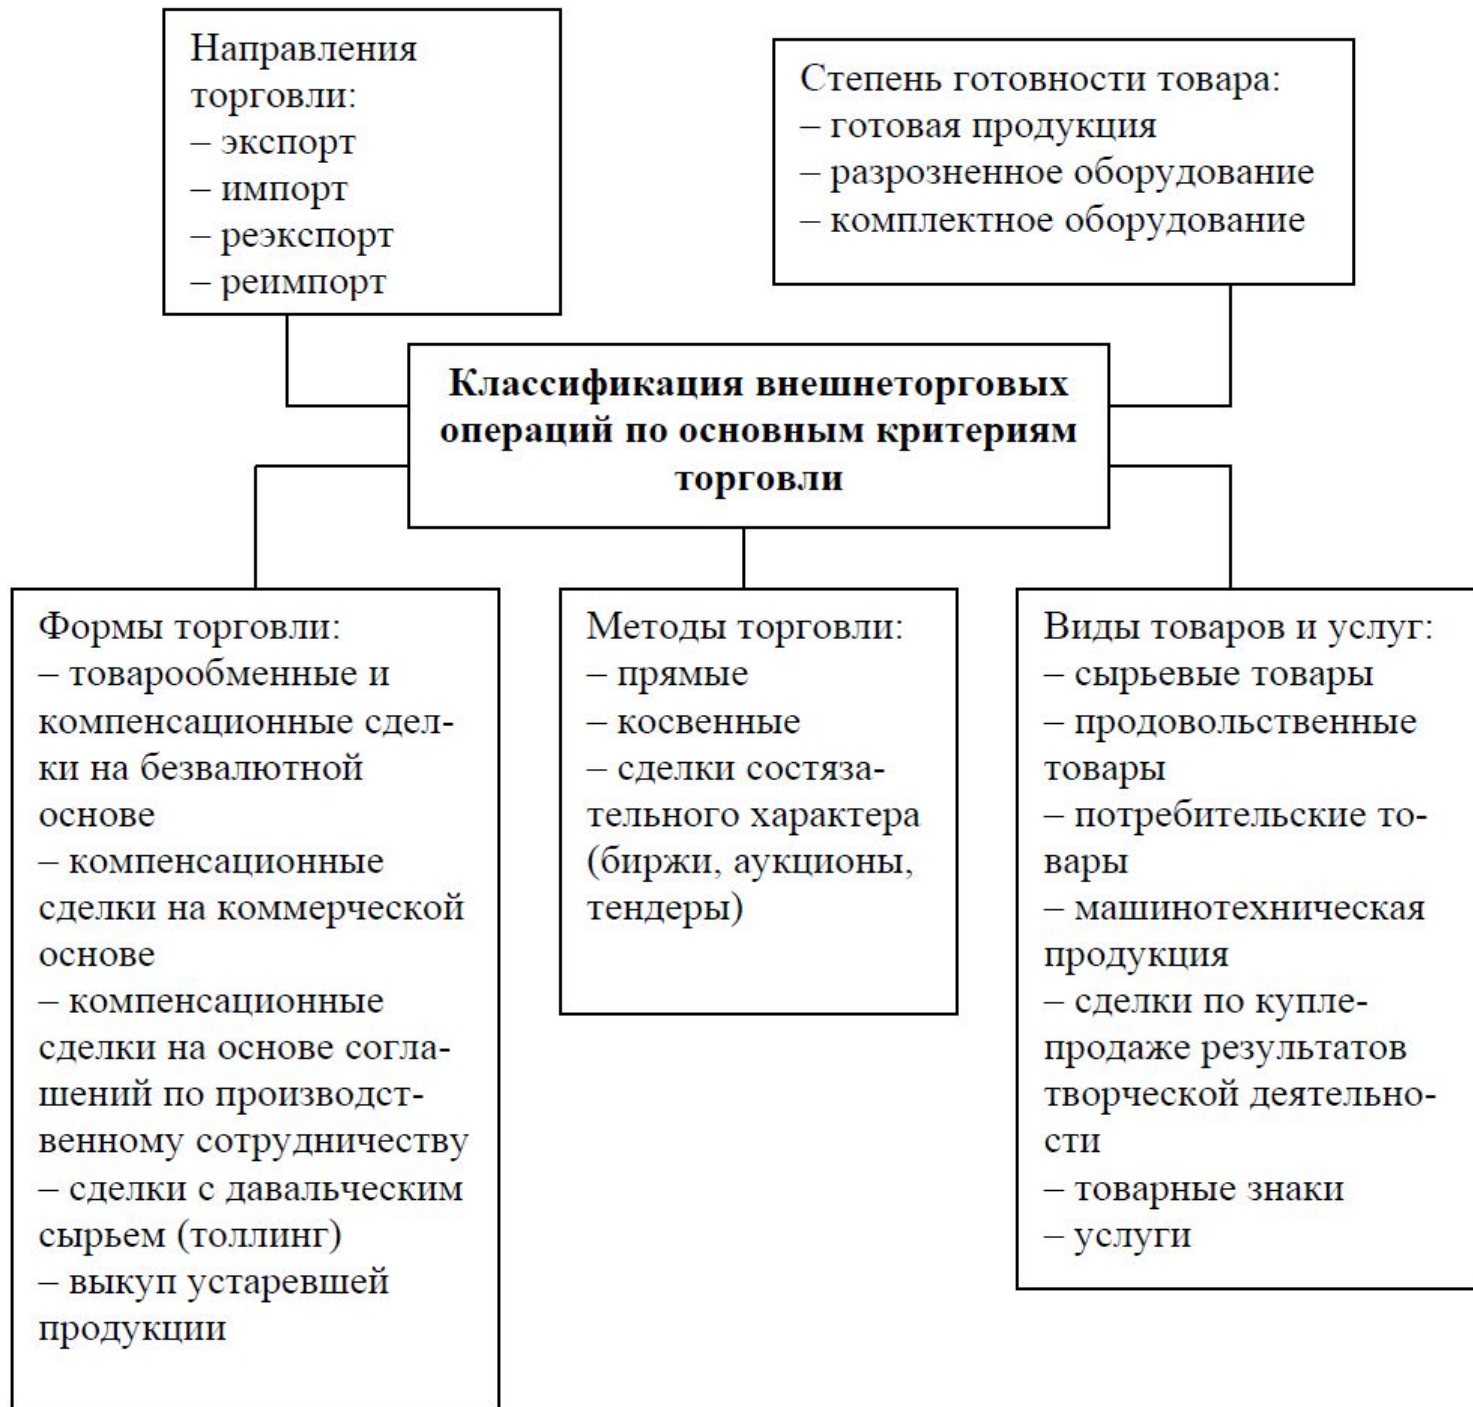 Направления
торговли:
– экспорт
– импорт
– реэкспорт
– реимпорт
Степень готовности товара:
– готовая продукция
– разрозненное оборудование
– комплектное оборудование
Классификация внешнеторговых
операций по основным критериям
торговли
Формы торговли:
– товарообменные и
компенсационные сдел-
ки на безвалютной
основе
– компенсационные
сделки на коммерческой
основе
– компенсационные
сделки на основе согла-
шений по производст-
венному сотрудничеству
– сделки с давальческим
сырьем (толлинг)
– выкуп устаревшей
продукции
Методы торговли:
– прямые
– косвенные
– сделки состяза-
тельного характера
(биржи, аукционы,
тендеры)
Виды товаров и услуг:
– сырьевые товары
– продовольственные
товары
– потребительские то-
вары
– машинотехническая
продукция
– сделки по купле-
продаже результатов
творческой деятельно-
сти
– товарные знаки
– услуги